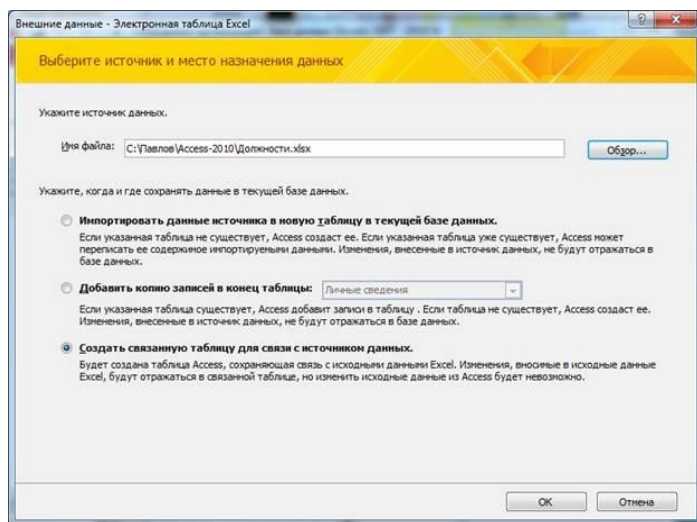 Внешние данные - Электронная таблица Excel
Выберите источник и место назначения данных
Укажите источник данных.
Имя файла: C:\Павлов\Access-2010\Должности.xlsx Обзор...
Укажите, когда и где сохранять данные в текущей базе данных.
Импортировать данные источника в новую таблицу в текущей базе данных.
Если указанная таблица не существует, Access создаст ее. Если указанная таблица уже существует, Access может
переписать ее содержимое импортируемыми данными. Изменения, внесенные в источник данных, не будут отражаться в
базе данных.
Добавить копию записей в конец таблицы: Личные сведения
Если указанная таблица существует, Access добавит записи в таблицу . Если таблица не существует, Access создаст ее.
Изменения, внесенные в источник данных, не будут отражаться в базе данных.
Создать связанную таблицу для связи с источником данных.
Будет создана таблица Access, сохраняющая связь с исходными данными Excel. Изменения, вносимые в исходные данные
Excel, будут отражаться в связанной таблице, но изменить исходные данные из Access будет невозможно.
ОК Отмена